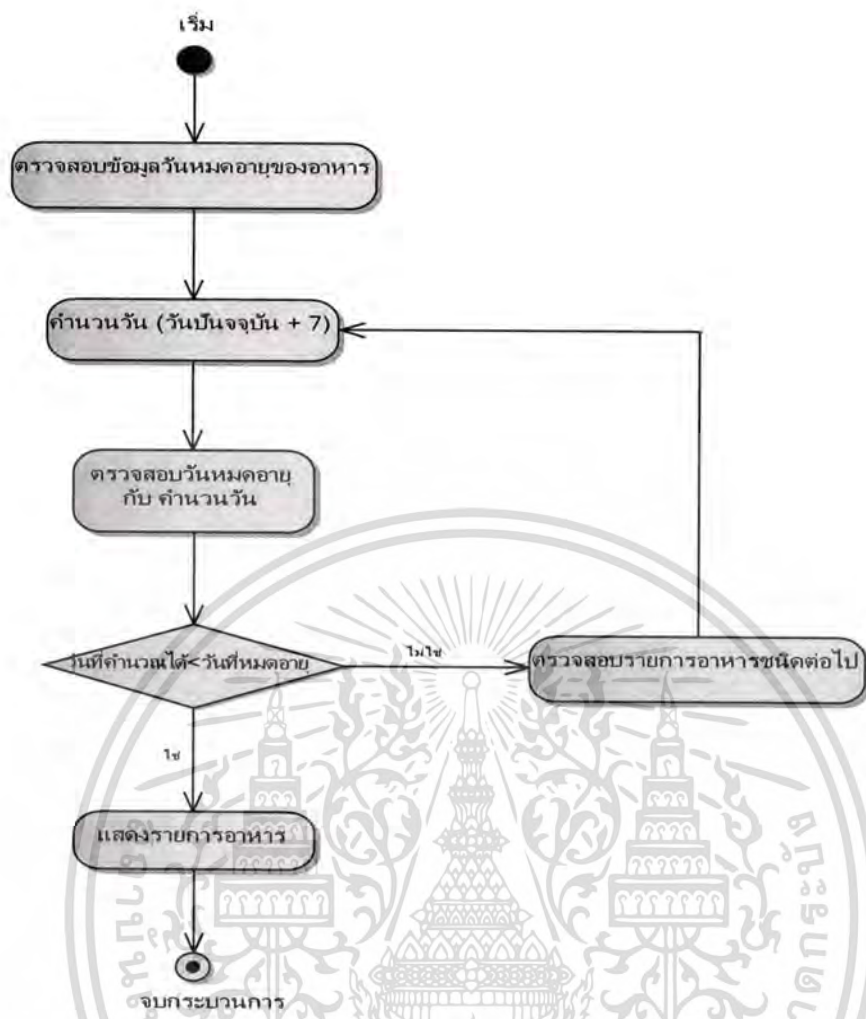 เริ่ม
ตรวจสอบข้อมูลวันหมดอายุของอาหาร
คำนวนวัน (วันปันจจุบัน + 7)
ตรวจสอบวันหมดอายุ
กับ คำนวนวัน
วันที่คำนวณได้<วันที่หมดอายุ
ไม่ใช่
ตรวจสอบรายการอาหารชนิดต่อไป
ใช่
แสดงรายการอาหาร
จบกระบวนการ